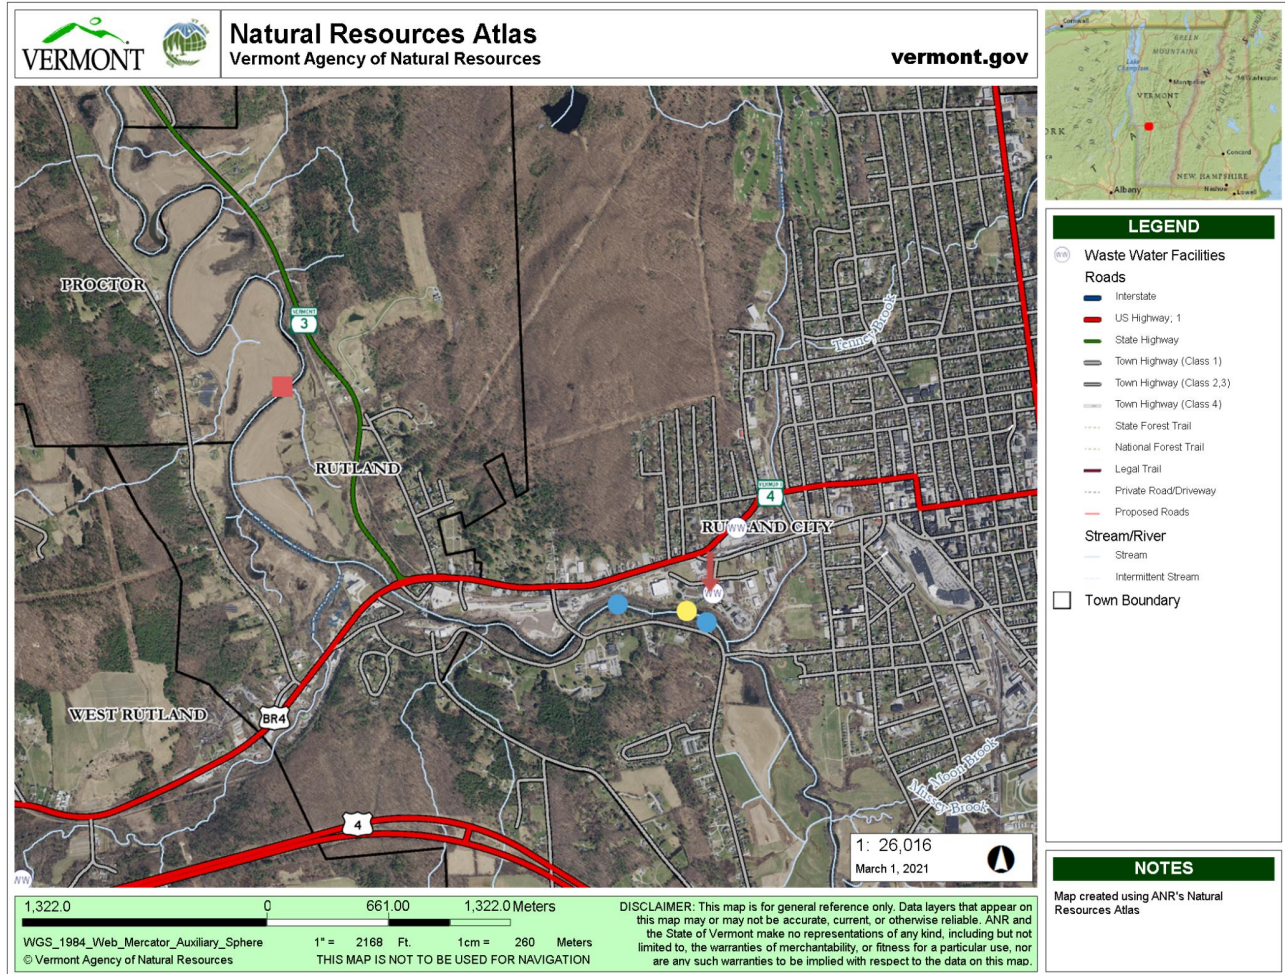 VERMONT
VT ANR
Natural Resources Atlas
Vermont Agency of Natural Resources
vermont.gov
Cornwall
GREEN
MOUNTAINS
Lake
Champlain
Montpelier
Mt Washington
VERMONT
WHITE MOUNTAINS
Concord
NEW HAMPSHIRE
Nashua
Lowell
Albany
PROCTOR
VERMONT
3
Tenney Brook
RUTLAND
VERMONT
4
WW
RUTLAND CITY
WW
WEST RUTLAND
BR4
Moon Brook
Mussey Brook
4
WW
1: 26,016
March 1, 2021
LEGEND
WW Waste Water Facilities
Roads
Interstate
US Highway; 1
State Highway
Town Highway (Class 1)
Town Highway (Class 2,3)
Town Highway (Class 4)
State Forest Trail
National Forest Trail
Legal Trail
Private Road/Driveway
Proposed Roads
Stream/River
Stream
Intermittent Stream
Town Boundary
NOTES
Map created using ANR's Natural
Resources Atlas
1,322.0 0 661.00 1,322.0 Meters
WGS_1984_Web_Mercator_Auxiliary_Sphere 1" = 2168 Ft. 1cm = 260 Meters
© Vermont Agency of Natural Resources THIS MAP IS NOT TO BE USED FOR NAVIGATION
DISCLAIMER: This map is for general reference only. Data layers that appear on
this map may or may not be accurate, current, or otherwise reliable. ANR and
the State of Vermont make no representations of any kind, including but not
limited to, the warranties of merchantability, or fitness for a particular use, nor
are any such warranties to be implied with respect to the data on this map.